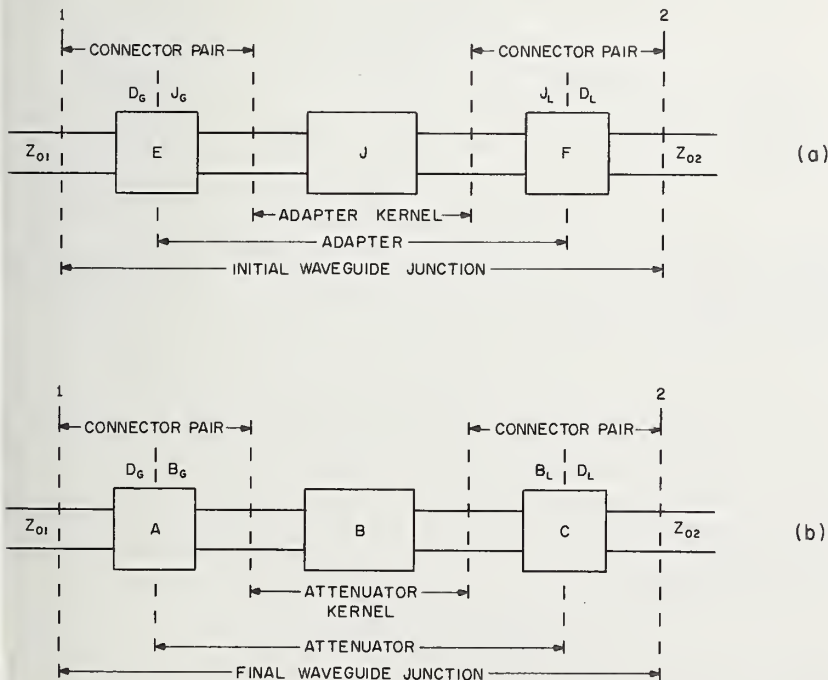 1 2
CONNECTOR PAIR CONNECTOR PAIR
D_G J_G J_L D_L
Z_01 E J F Z_02 (a)
ADAPTER KERNEL
ADAPTER
INITIAL WAVEGUIDE JUNCTION
1 2
CONNECTOR PAIR CONNECTOR PAIR
D_G B_G B_L D_L
Z_01 A B C Z_02 (b)
ATTENUATOR
KERNEL
ATTENUATOR
FINAL WAVEGUIDE JUNCTION